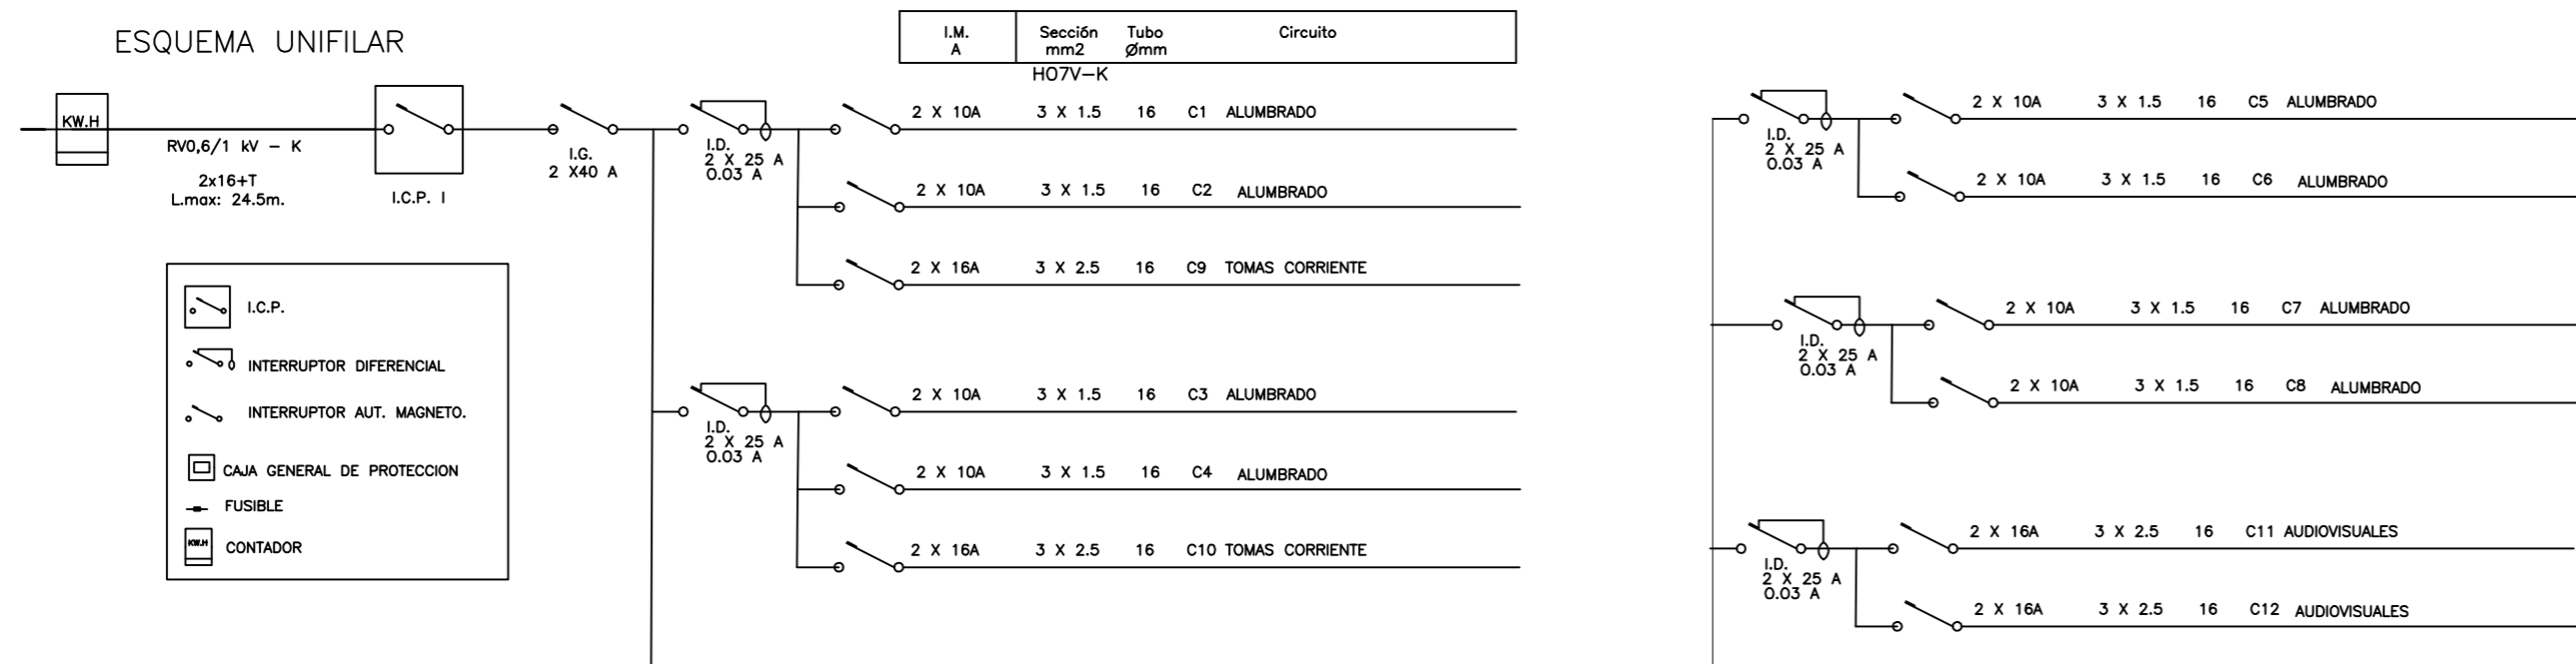 ESQUEMA UNIFILAR
I.M.
A
Sección
mm2
Tubo
Ømm
Circuito
H07V-K
KW.H
RV0,6/1 kV - K
2x16+T
L.max: 24.5m.
I.C.P. I
I.G.
2 X40 A
I.D.
2 X 25 A
0.03 A
2 X 10A 3 X 1.5 16 C1 ALUMBRADO
2 X 10A 3 X 1.5 16 C2 ALUMBRADO
2 X 16A 3 X 2.5 16 C9 TOMAS CORRIENTE
I.D.
2 X 25 A
0.03 A
2 X 10A 3 X 1.5 16 C3 ALUMBRADO
2 X 10A 3 X 1.5 16 C4 ALUMBRADO
2 X 16A 3 X 2.5 16 C10 TOMAS CORRIENTE
I.C.P.
INTERRUPTOR DIFERENCIAL
INTERRUPTOR AUT. MAGNETO.
CAJA GENERAL DE PROTECCION
FUSIBLE
KW.H
CONTADOR
I.D.
2 X 25 A
0.03 A
2 X 10A 3 X 1.5 16 C5 ALUMBRADO
2 X 10A 3 X 1.5 16 C6 ALUMBRADO
I.D.
2 X 25 A
0.03 A
2 X 10A 3 X 1.5 16 C7 ALUMBRADO
2 X 10A 3 X 1.5 16 C8 ALUMBRADO
I.D.
2 X 25 A
0.03 A
2 X 16A 3 X 2.5 16 C11 AUDIOVISUALES
2 X 16A 3 X 2.5 16 C12 AUDIOVISUALES